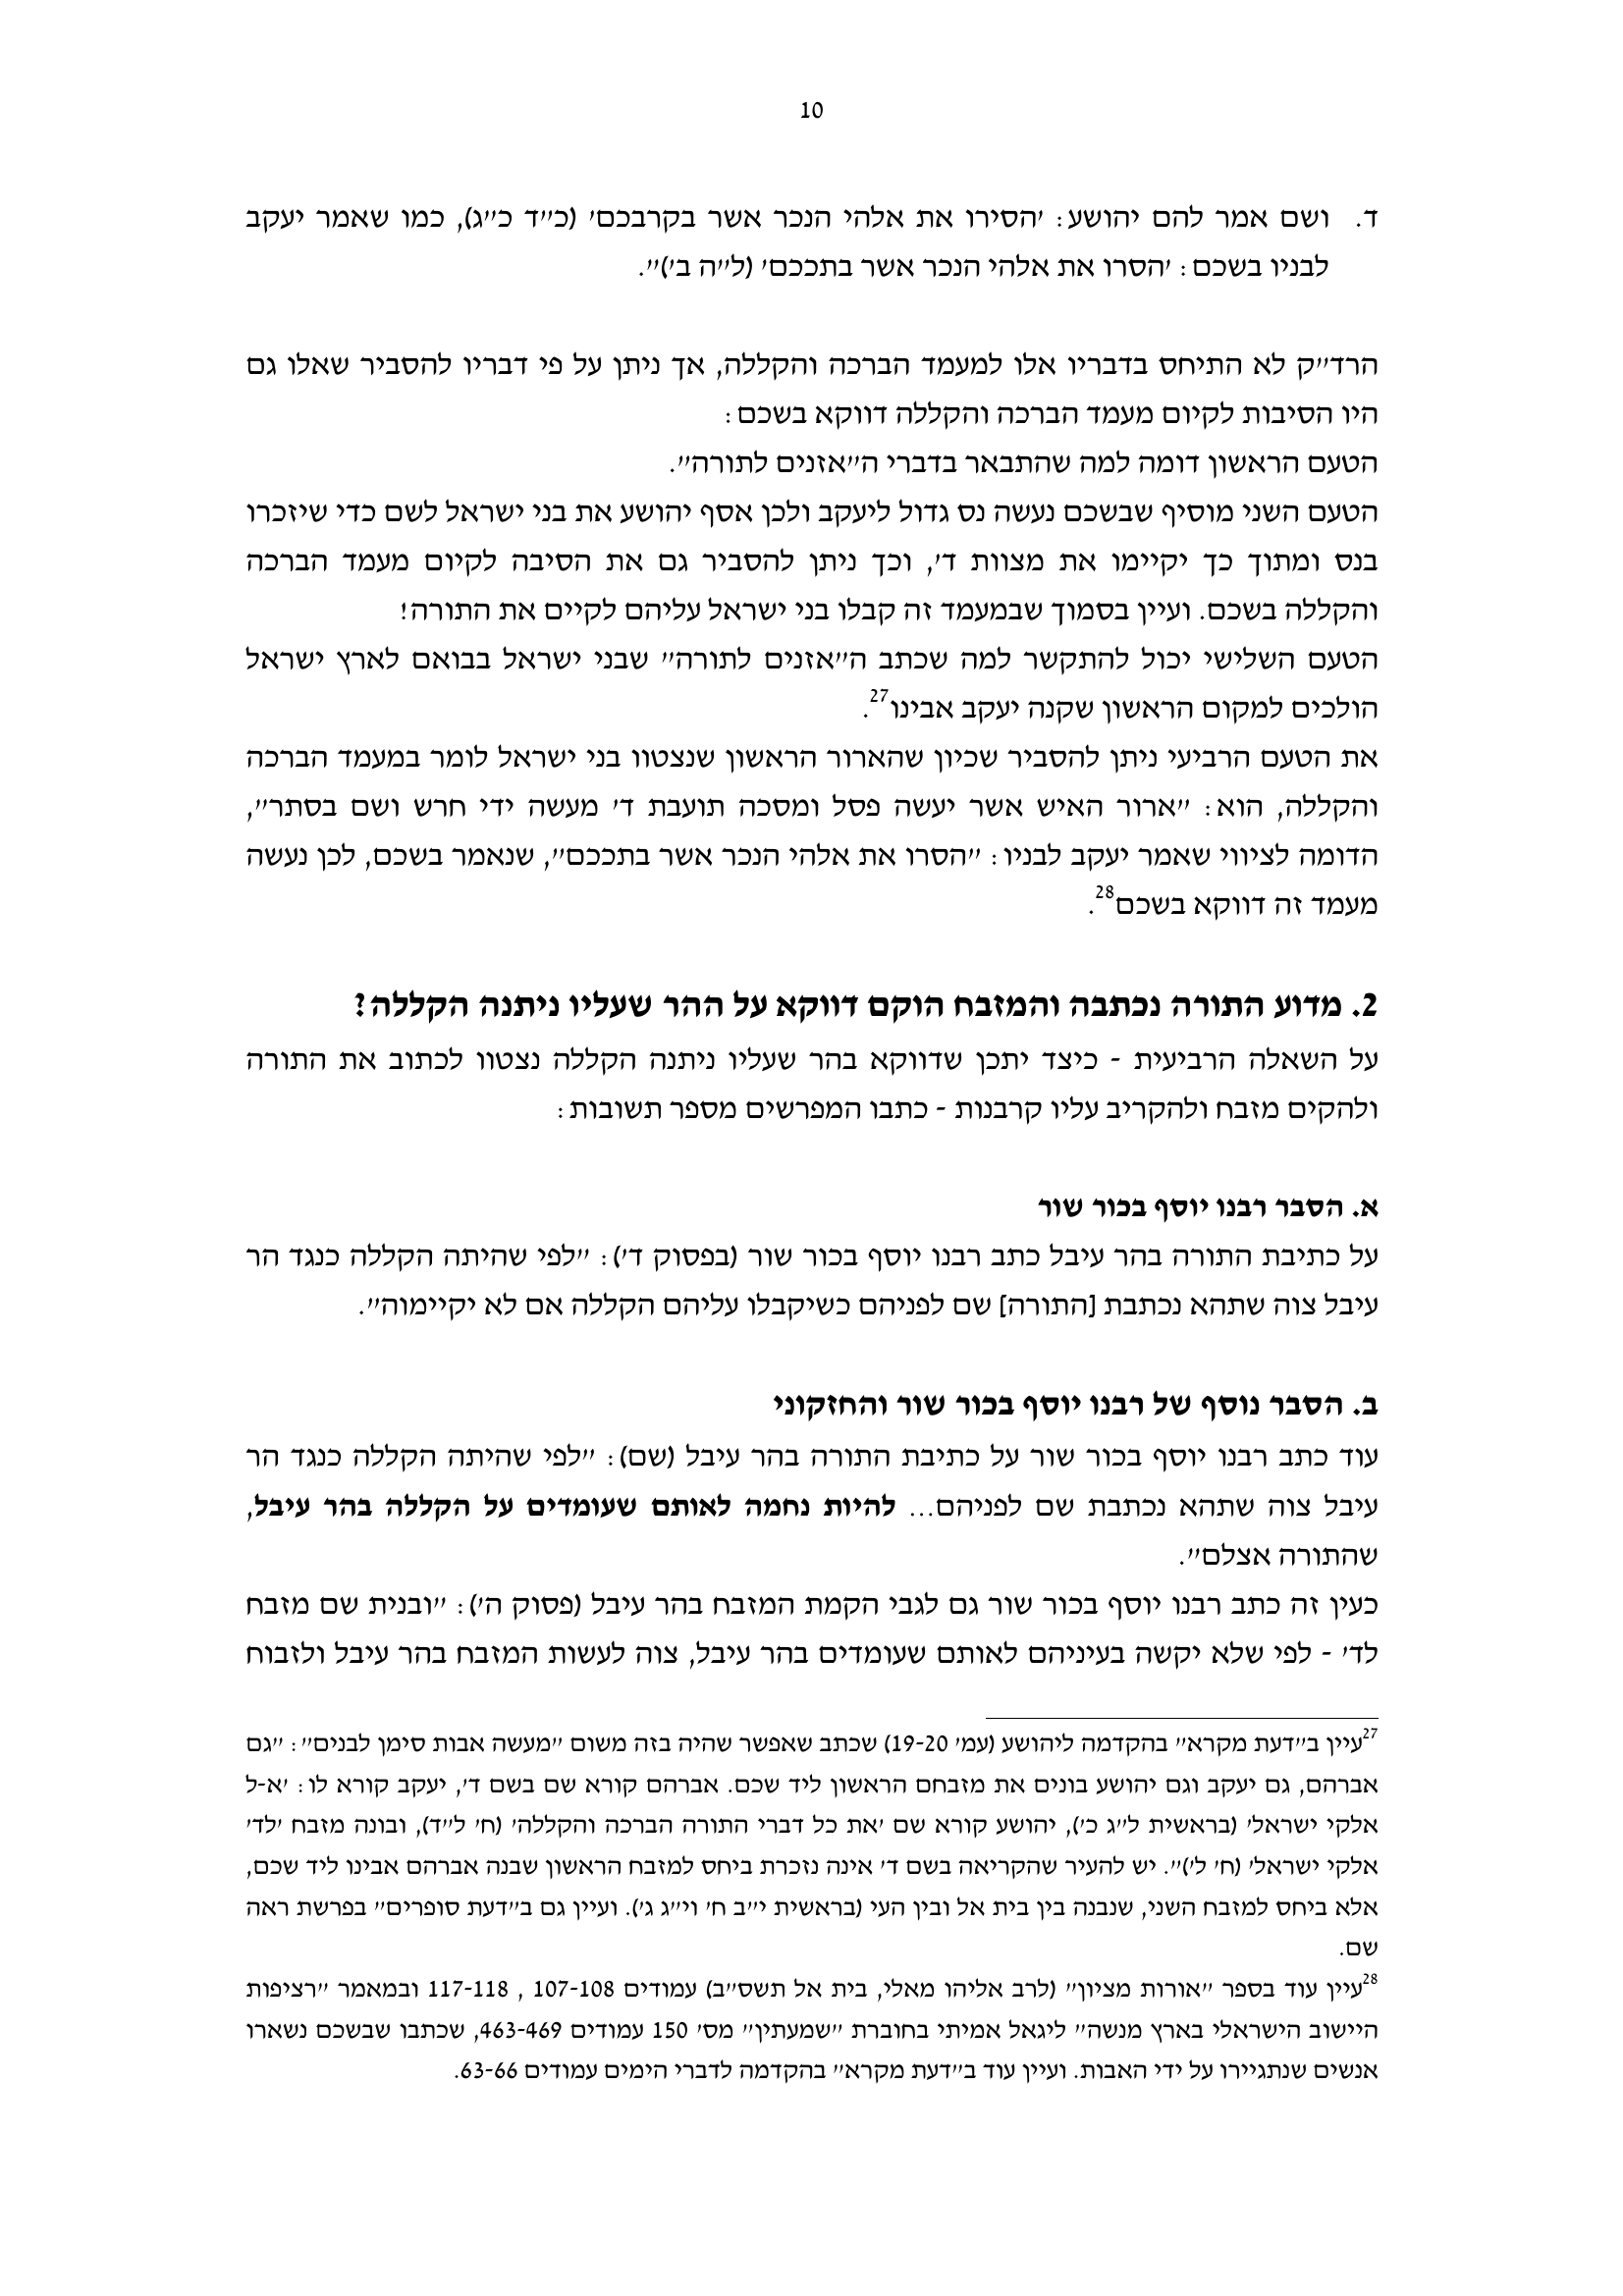 10
ד. ושם אמר להם יהושע: 'הסירו את אלהי הנכר אשר בקרבכם' (כ"ד כ"ג), כמו שאמר יעקב
לבניו בשכם: 'הסרו את אלהי הנכר אשר בתככם' (ל"ה ב')".
הרד"ק לא התיחס בדבריו אלו למעמד הברכה והקללה, אך ניתן על פי דבריו להסביר שאלו גם
היו הסיבות לקיום מעמד הברכה והקללה דווקא בשכם:
הטעם הראשון דומה למה שהתבאר בדברי ה"אזנים לתורה".
הטעם השני מוסיף שבשכם נעשה נס גדול ליעקב ולכן אסף יהושע את בני ישראל לשם כדי שיזכרו
בנס ומתוך כך יקיימו את מצוות ד', וכך ניתן להסביר גם את הסיבה לקיום מעמד הברכה
והקללה בשכם. ועיין בסמוך שבמעמד זה קבלו בני ישראל עליהם לקיים את התורה!
הטעם השלישי יכול להתקשר למה שכתב ה"אזנים לתורה" שבני ישראל בבואם לארץ ישראל
הולכים למקום הראשון שקנה יעקב אבינו27.
את הטעם הרביעי ניתן להסביר שכיון שהארור הראשון שנצטוו בני ישראל לומר במעמד הברכה
והקללה, הוא: "ארור האיש אשר יעשה פסל ומסכה תועבת ד' מעשה ידי חרש ושם בסתר",
הדומה לציווי שאמר יעקב לבניו: "הסרו את אלהי הנכר אשר בתככם", שנאמר בשכם, לכן נעשה
מעמד זה דווקא בשכם28.
2. מדוע התורה נכתבה והמזבח הוקם דווקא על ההר שעליו ניתנה הקללה?
על השאלה הרביעית - כיצד יתכן שדווקא בהר שעליו ניתנה הקללה נצטוו לכתוב את התורה
ולהקים מזבח ולהקריב עליו קרבנות - כתבו המפרשים מספר תשובות:
א. הסבר רבנו יוסף בכור שור
על כתיבת התורה בהר עיבל כתב רבנו יוסף בכור שור (בפסוק ד'): "לפי שהיתה הקללה כנגד הר
עיבל צוה שתהא נכתבת [התורה] שם לפניהם כשיקבלו עליהם הקללה אם לא יקיימוה".
ב. הסבר נוסף של רבנו יוסף בכור שור והחזקוני
עוד כתב רבנו יוסף בכור שור על כתיבת התורה בהר עיבל (שם): "לפי שהיתה הקללה כנגד הר
עיבל צוה שתהא נכתבת שם לפניהם... להיות נחמה לאותם שעומדים על הקללה בהר עיבל,
שהתורה אצלם".
כעין זה כתב רבנו יוסף בכור שור גם לגבי הקמת המזבח בהר עיבל (פסוק ה'): "ובנית שם מזבח
לד' - לפי שלא יקשה בעיניהם לאותם שעומדים בהר עיבל, צוה לעשות המזבח בהר עיבל ולזבוח
27עיין ב"דעת מקרא" בהקדמה ליהושע (עמ' 19-20) שכתב שאפשר שהיה בזה משום "מעשה אבות סימן לבנים": "גם
אברהם, גם יעקב וגם יהושע בונים את מזבחם הראשון ליד שכם. אברהם קורא שם בשם ד', יעקב קורא לו: 'א-ל
אלקי ישראל' (בראשית ל"ג כ'), יהושע קורא שם 'את כל דברי התורה הברכה והקללה' (ח' ל"ד), ובונה מזבח 'לד'
אלקי ישראל' (ח' ל')". יש להעיר שהקריאה בשם ד' אינה נזכרת ביחס למזבח הראשון שבנה אברהם אבינו ליד שכם,
אלא ביחס למזבח השני, שנבנה בין בית אל ובין העי (בראשית י"ב ח' וי"ג ג'). ועיין גם ב"דעת סופרים" בפרשת ראה
שם.
28עיין עוד בספר "אורות מציון" (לרב אליהו מאלי, בית אל תשס"ב) עמודים 107-108 , 117-118 ובמאמר "רציפות
היישוב הישראלי בארץ מנשה" ליגאל אמיתי בחוברת "שמעתין" מס' 150 עמודים 463-469, שכתבו שבשכם נשארו
אנשים שנתגיירו על ידי האבות. ועיין עוד ב"דעת מקרא" בהקדמה לדברי הימים עמודים 63-66.